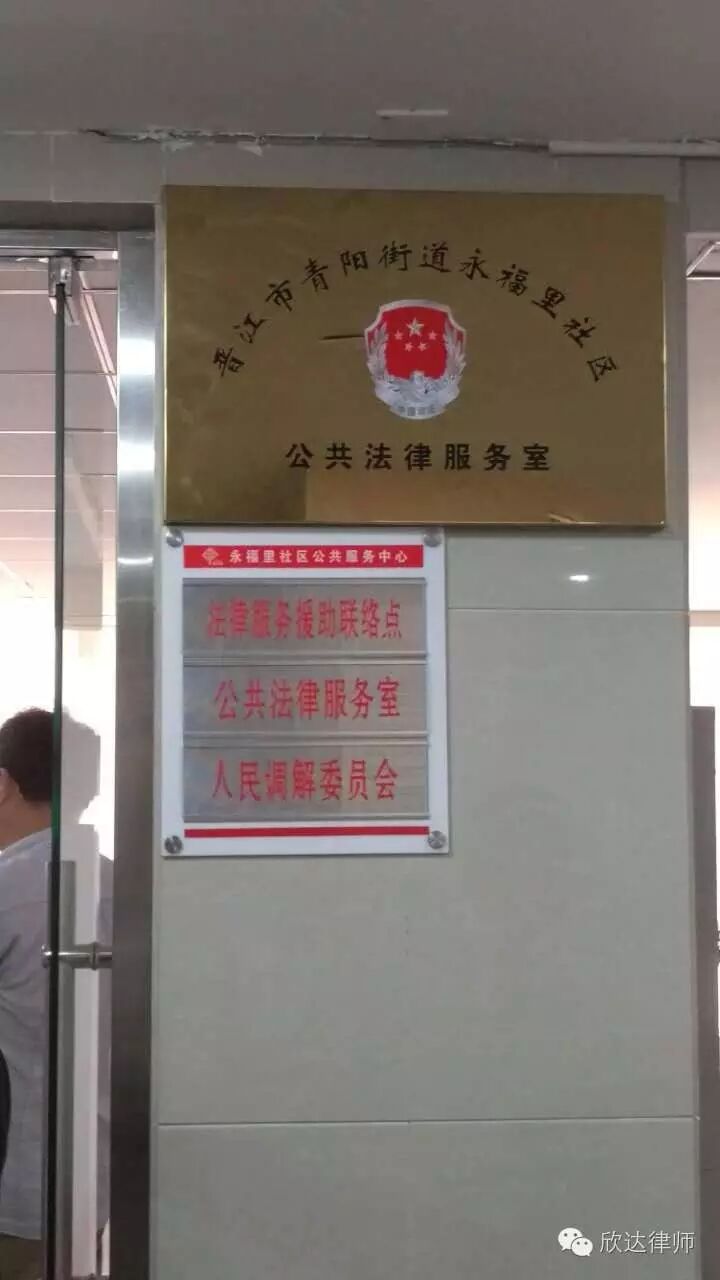 晋江市青阳街道永福里社区
公共法律服务室
永福里社区公共服务中心
法律服务援助联络点
公共法律服务室
人民调解委员会
欣达律师